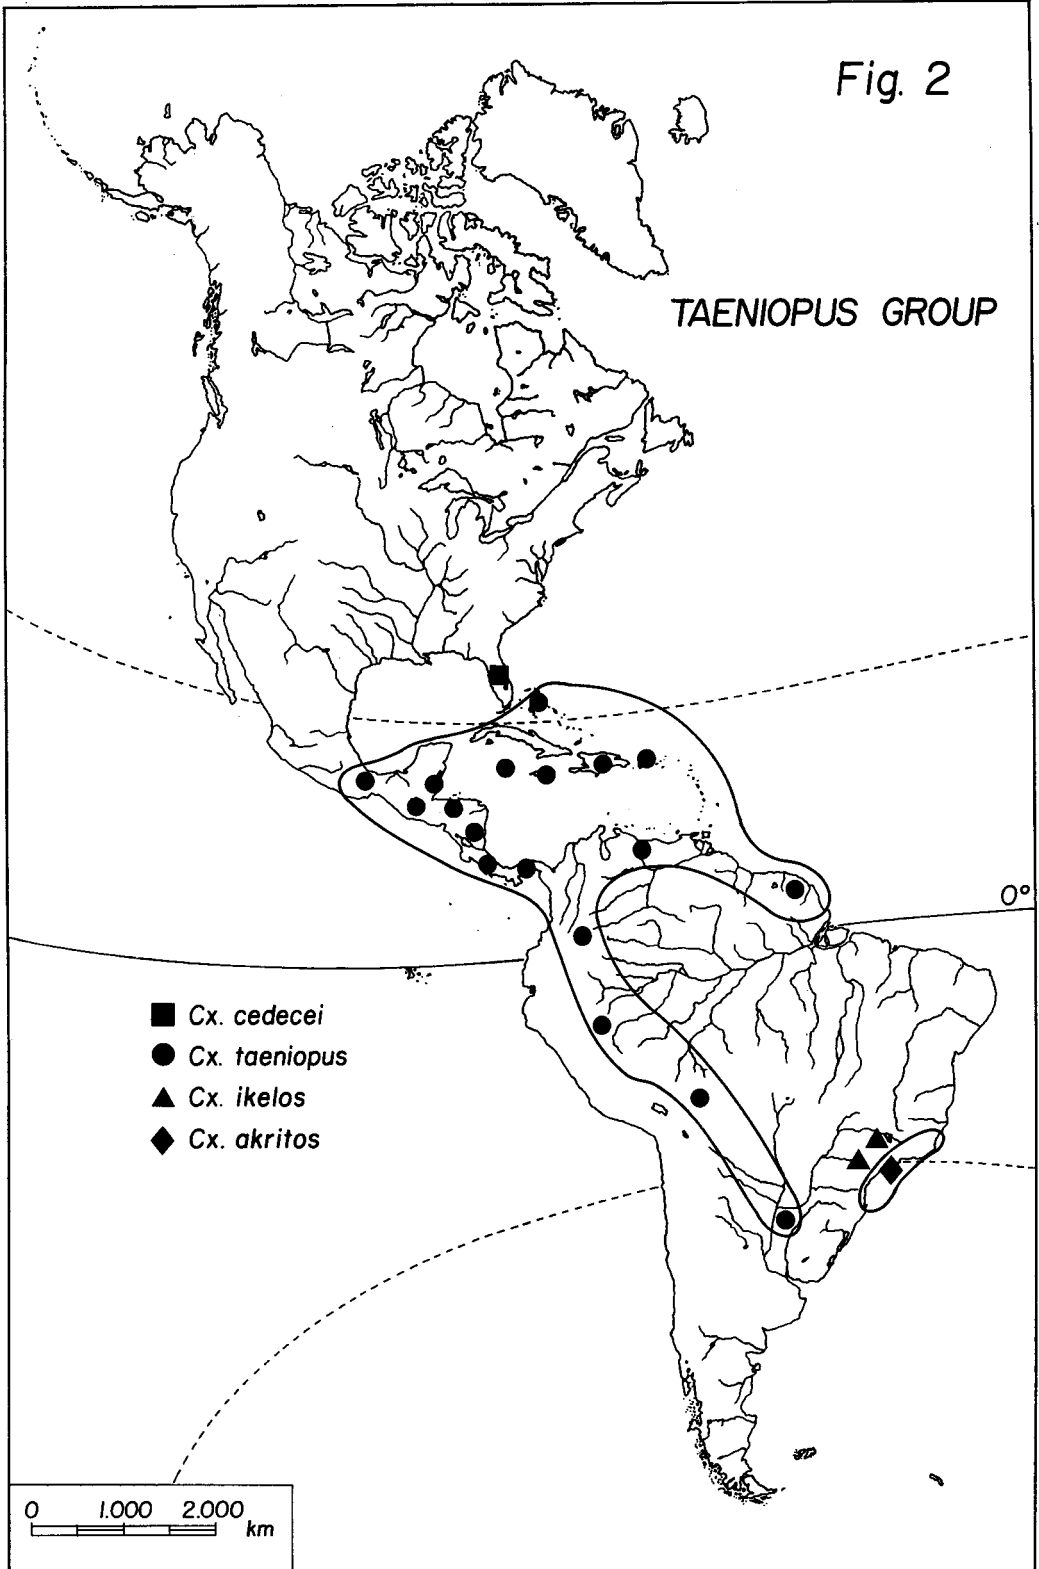 Fig. 2
TAENIOPUS GROUP
0°
Cx. cedecei
Cx. taeniopus
Cx. ikelos
Cx. akritos
0 1.000 2.000
km